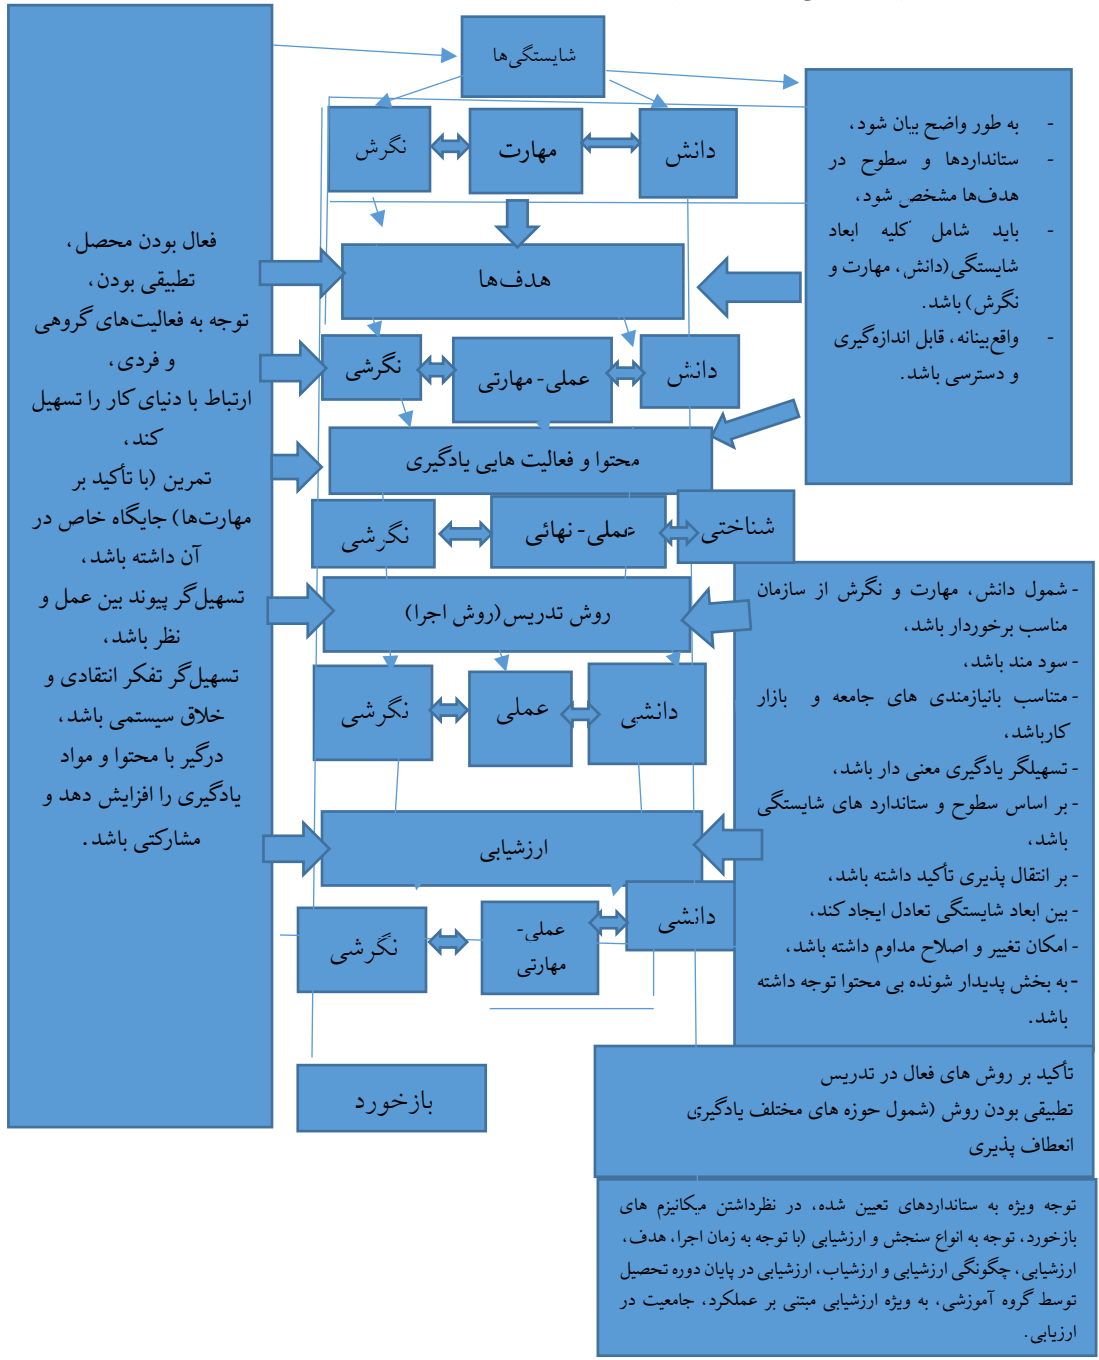 شایستگی‌ها
دانش
مهارت
نگرش
هدف‌ها
دانش
عملی- مهارتی
نگرشی
محتوا و فعالیت هایی یادگیری
شناختی
عملی- نهائی
نگرشی
روش تدریس(روش اجرا)
دانشی
عملی
نگرشی
ارزشیابی
دانشی
عملی-
مهارتی
نگرشی
بازخورد
- به طور واضح بیان شود،
- ستانداردها و سطوح در
هدف‌ها مشخص شود،
- باید شامل کلیه ابعاد
شایستگی(دانش، مهارت و
نگرش) باشد.
- واقع‌بینانه، قابل اندازه‌گیری
و دسترسی باشد.
- شمول دانش، مهارت و نگرش از سازمان
مناسب برخوردار باشد،
- سود مند باشد،
- متناسب بانیازمندی های جامعه و بازار
کارباشد،
- تسهیلگر یادگیری معنی دار باشد،
- بر اساس سطوح و ستاندارد های شایستگی
باشد،
- بر انتقال پذیری تأکید داشته باشد،
- بین ابعاد شایستگی تعادل ایجاد کند،
- امکان تغییر و اصلاح مداوم داشته باشد،
- به بخش پدیدار شونده بی محتوا توجه داشته
باشد.
تأکید بر روش های فعال در تدریس
تطبیقی بودن روش (شمول حوزه های مختلف یادگیری
انعطاف پذیری
توجه ویژه به ستانداردهای تعیین شده، در نظرداشتن میکانیزم های
بازخورد، توجه به انواع سنجش و ارزشیابی (با توجه به زمان اجرا، هدف،
ارزشیابی، چگونگی ارزشیابی و ارزشیاب، ارزشیابی در پایان دوره تحصیل
توسط گروه آموزشی، به ویژه ارزشیابی مبتنی بر عملکرد، جامعیت در
ارزیابی.
فعال بودن محصل،
تطبیقی بودن،
توجه به فعالیت‌های گروهی
و فردی،
ارتباط با دنیای کار را تسهیل
کند،
تمرین (با تأکید بر
مهارت‌ها) جایگاه خاص در
آن داشته باشد،
تسهیل‌گر پیوند بین عمل و
نظر باشد،
تسهیل‌گر تفکر انتقادی و
خلاق سیستمی باشد،
درگیر با محتوا و مواد
یادگیری را افزایش دهد و
مشارکتی باشد.